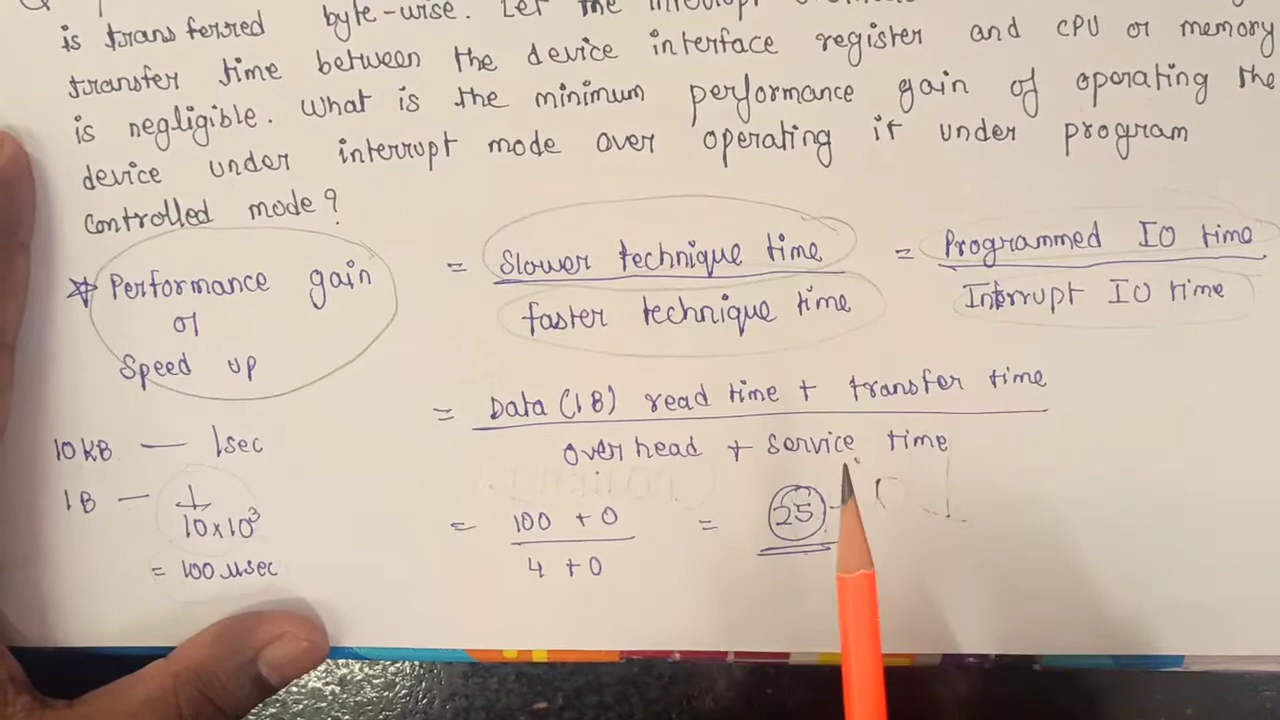 is transferred byte-wise. Let the interrupt
transfer time between the device interface register and CPU or memory
is negligible. What is the minimum performance gain of operating the
device under interrupt mode over operating it under program
controlled mode?
* Performance gain or Speed up = Slower technique time / faster technique time = Programmed IO time / Interrupt IO time
= Data (1B) read time + transfer time / over head + service time
10KB — 1sec
1B — 1 / 10x10³
= 100 µsec
= 100 + 0 / 4 + 0 = 25